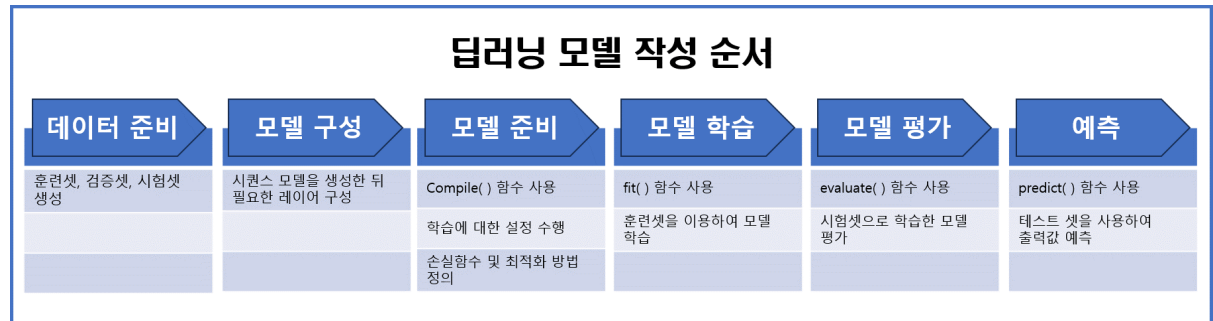 딥러닝 모델 작성 순서
데이터 준비
모델 구성
모델 준비
모델 학습
모델 평가
예측
훈련셋, 검증셋, 시험셋
생성
시퀀스 모델을 생성한 뒤
필요한 레이어 구성
Compile( ) 함수 사용
학습에 대한 설정 수행
손실함수 및 최적화 방법
정의
fit( ) 함수 사용
훈련셋을 이용하여 모델
학습
evaluate( ) 함수 사용
시험셋으로 학습한 모델
평가
predict( ) 함수 사용
테스트 셋을 사용하여
출력값 예측